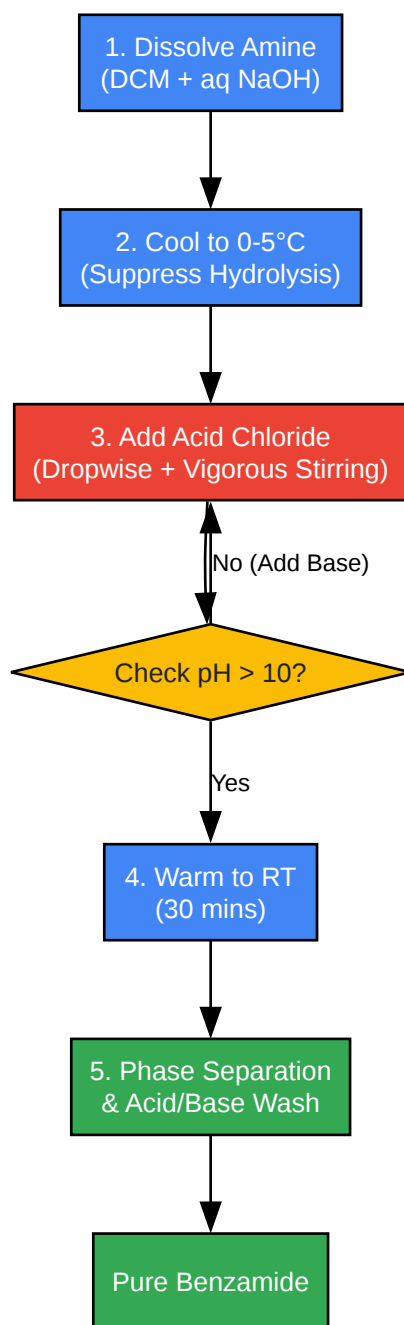 1. Dissolve Amine
(DCM + aq NaOH)
2. Cool to 0-5°C
(Suppress Hydrolysis)
3. Add Acid Chloride
(Dropwise + Vigorous Stirring)
No (Add Base)
Check pH > 10?
Yes
4. Warm to RT
(30 mins)
5. Phase Separation
& Acid/Base Wash
Pure Benzamide